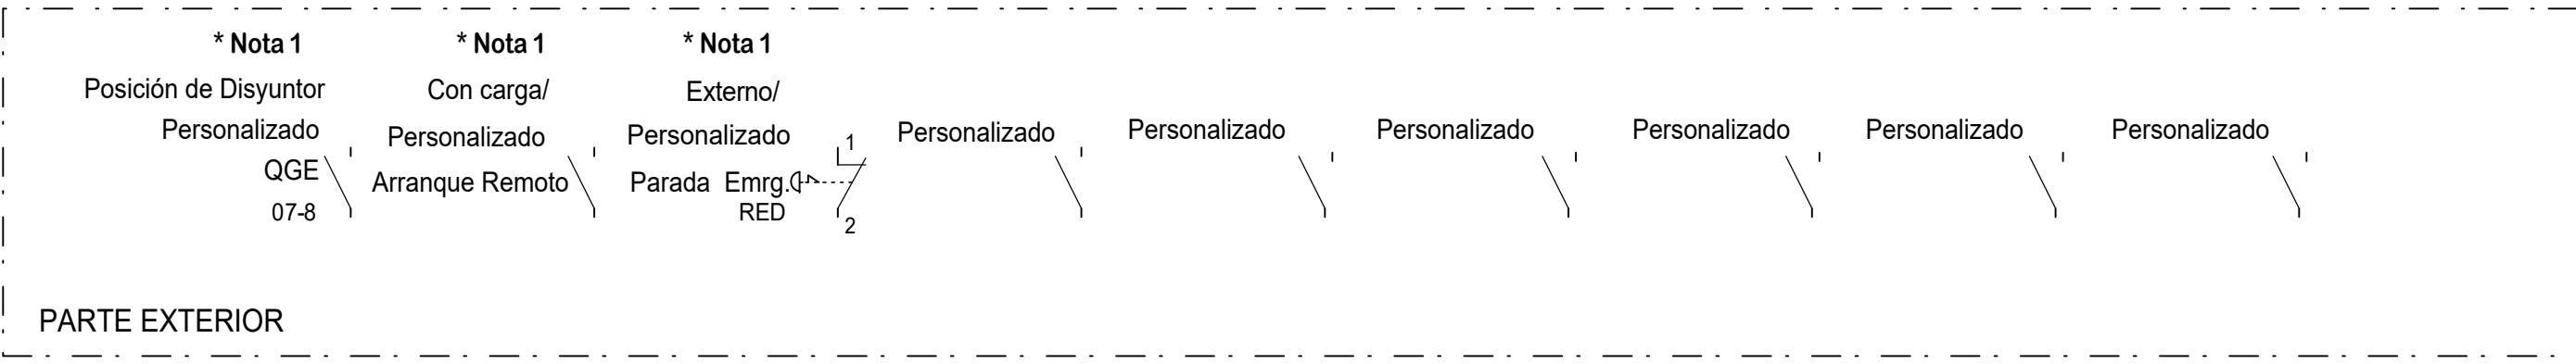 * Nota 1
Posición de Disyuntor
Personalizado
QGE
07-8
* Nota 1
Con carga/
Personalizado
Arranque Remoto
* Nota 1
Externo/
Personalizado
Parada Emrg.
RED
1
2
Personalizado
Personalizado
Personalizado
Personalizado
Personalizado
Personalizado
PARTE EXTERIOR